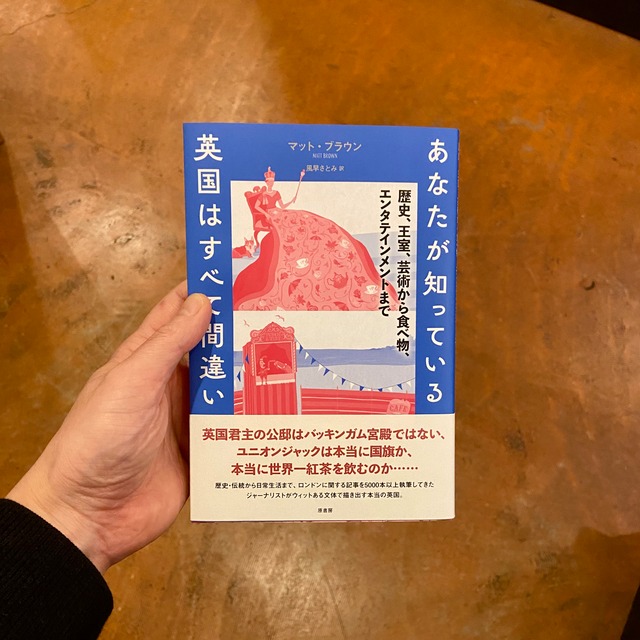 あなたが知っている
英国はすべて間違い
マット・ブラウン
MATT BROWN
風早さとみ 訳
歴史、王室、芸術から食べ物、
エンタテインメントまで
CAFE
英国君主の公邸はバッキンガム宮殿ではない、
ユニオンジャックは本当に国旗か、
本当に世界一紅茶を飲むのか……
歴史・伝統から日常生活まで、ロンドンに関する記事を5000本以上執筆してきた
ジャーナリストがウィットある文体で描き出す本当の英国。
原書房